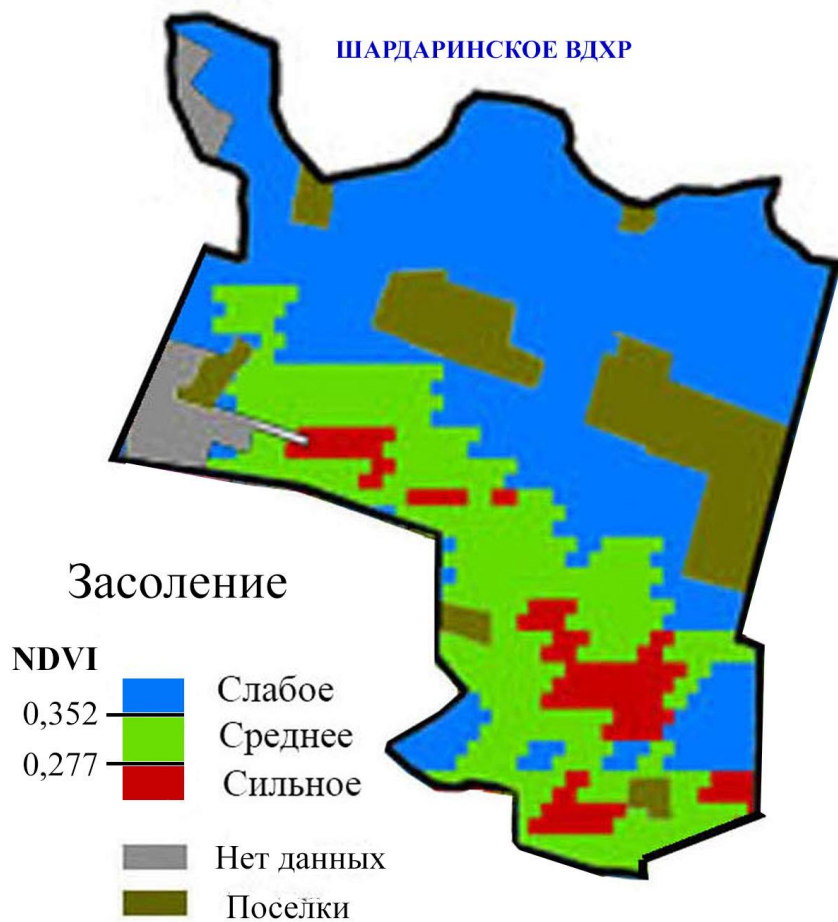 ШАРДАРИНСКОЕ ВДХР
Засоление
NDVI
Слабое
0,352
Среднее
0,277
Сильное
Нет данных
Поселки